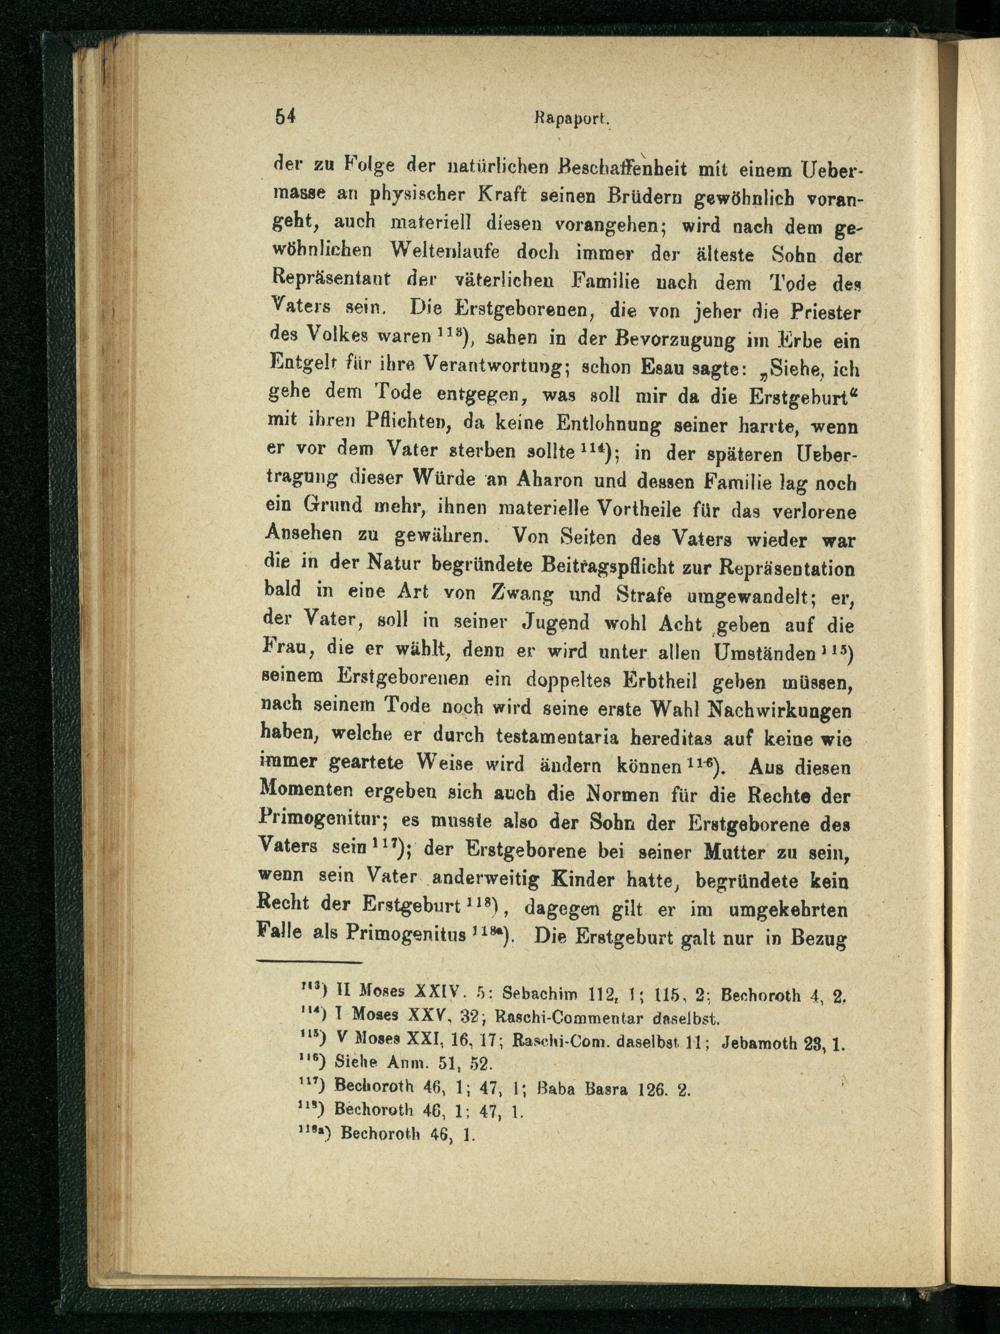 54
Rapaport.
der zu Folge der natürlichen Beschaffenheit mit einem Ueber-
masse an physischer Kraft seinen Brüdern gewöhnlich voran-
geht, auch materiell diesen vorangehen; wird nach dem ge-
wöhnlichen Weltenlaufe doch immer der älteste Sohn der
Repräsentant der väterlichen Familie nach dem Tode des
Vaters sein. Die Erstgeborenen, die von jeher die Priester
des Volkes waren ¹¹³), sahen in der Bevorzugung im Erbe ein
Entgelt für ihre Verantwortung; schon Esau sagte: „Siehe, ich
gehe dem Tode entgegen, was soll mir da die Erstgeburt“
mit ihren Pflichten, da keine Entlohnung seiner harrte, wenn
er vor dem Vater sterben sollte ¹¹⁴); in der späteren Ueber-
tragung dieser Würde an Aharon und dessen Familie lag noch
ein Grund mehr, ihnen materielle Vortheile für das verlorene
Ansehen zu gewähren. Von Seiten des Vaters wieder war
die in der Natur begründete Beitragspflicht zur Repräsentation
bald in eine Art von Zwang und Strafe umgewandelt; er,
der Vater, soll in seiner Jugend wohl Acht geben auf die
Frau, die er wählt, denn er wird unter allen Umständen ¹¹⁵)
seinem Erstgeborenen ein doppeltes Erbtheil geben müssen,
nach seinem Tode noch wird seine erste Wahl Nachwirkungen
haben, welche er durch testamentaria hereditas auf keine wie
immer geartete Weise wird ändern können ¹¹⁶). Aus diesen
Momenten ergeben sich auch die Normen für die Rechte der
Primogenitur; es musste also der Sohn der Erstgeborene des
Vaters sein ¹¹⁷); der Erstgeborene bei seiner Mutter zu sein,
wenn sein Vater anderweitig Kinder hatte, begründete kein
Recht der Erstgeburt ¹¹⁸), dagegen gilt er im umgekehrten
Falle als Primogenitus ¹¹⁸ᵃ). Die Erstgeburt galt nur in Bezug
¹¹³) II Moses XXIV. 5: Sebachim 112, 1; 115, 2; Bechoroth 4, 2.
¹¹⁴) I Moses XXV, 32; Raschi-Commentar daselbst.
¹¹⁵) V Moses XXI, 16, 17; Raschi-Com. daselbst 11; Jebamoth 23, 1.
¹¹⁶) Siehe Anm. 51, 52.
¹¹⁷) Bechoroth 46, 1; 47, 1; Baba Basra 126. 2.
¹¹⁸) Bechoroth 46, 1; 47, 1.
¹¹⁸ᵃ) Bechoroth 46, 1.